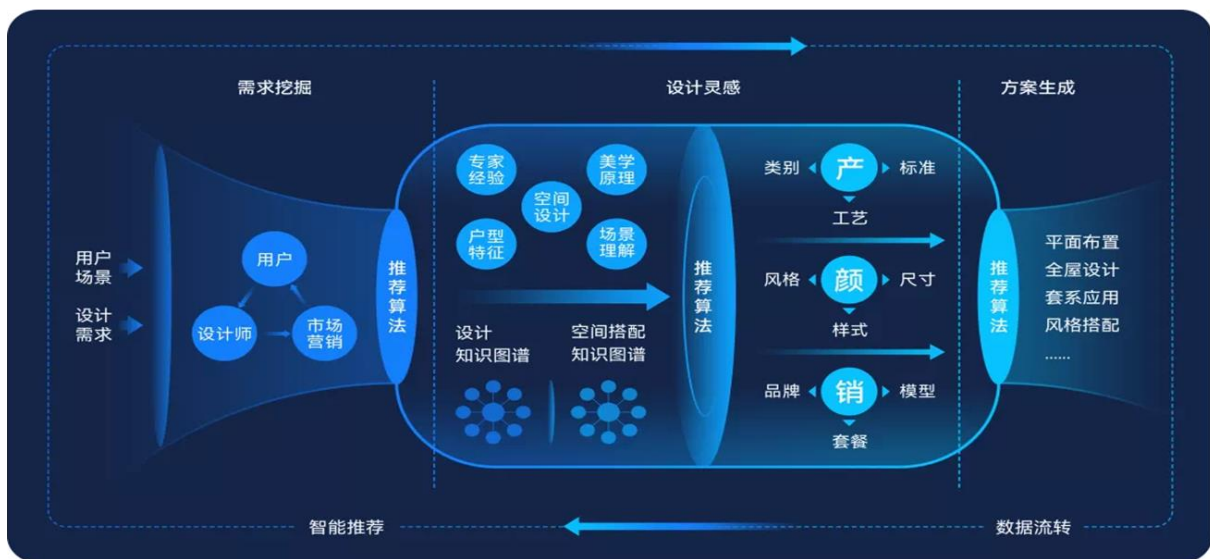 需求挖掘
设计灵感
方案生成
用户
场景
设计
需求
用户
设计师
市场
营销
推荐算法
专家
经验
美学
原理
空间
设计
户型
特征
场景
理解
设计
知识图谱
空间搭配
知识图谱
推荐算法
类别
产
标准
工艺
风格
颜
尺寸
样式
品牌
销
模型
套餐
推荐算法
平面布置
全屋设计
套系应用
风格搭配
......
智能推荐
数据流转